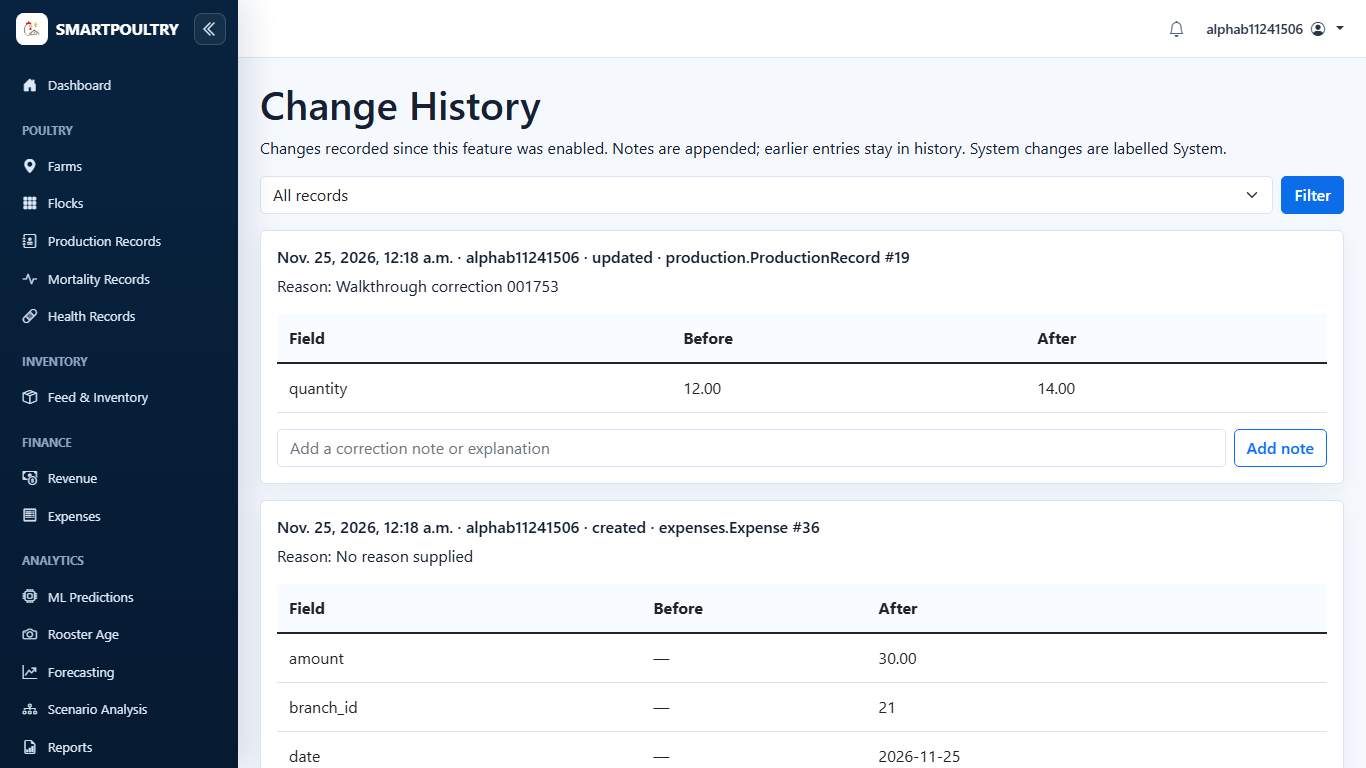 SMARTPOULTRY
alphab11241506
Dashboard
POULTRY
Farms
Flocks
Production Records
Mortality Records
Health Records
INVENTORY
Feed & Inventory
FINANCE
Revenue
Expenses
ANALYTICS
ML Predictions
Rooster Age
Forecasting
Scenario Analysis
Reports
Change History
Changes recorded since this feature was enabled. Notes are appended; earlier entries stay in history. System changes are labelled System.
All records
Filter
Nov. 25, 2026, 12:18 a.m. · alphab11241506 · updated · production.ProductionRecord #19
Reason: Walkthrough correction 001753
Field Before After
quantity 12.00 14.00
Add a correction note or explanation
Add note
Nov. 25, 2026, 12:18 a.m. · alphab11241506 · created · expenses.Expense #36
Reason: No reason supplied
Field Before After
amount — 30.00
branch_id — 21
date — 2026-11-25